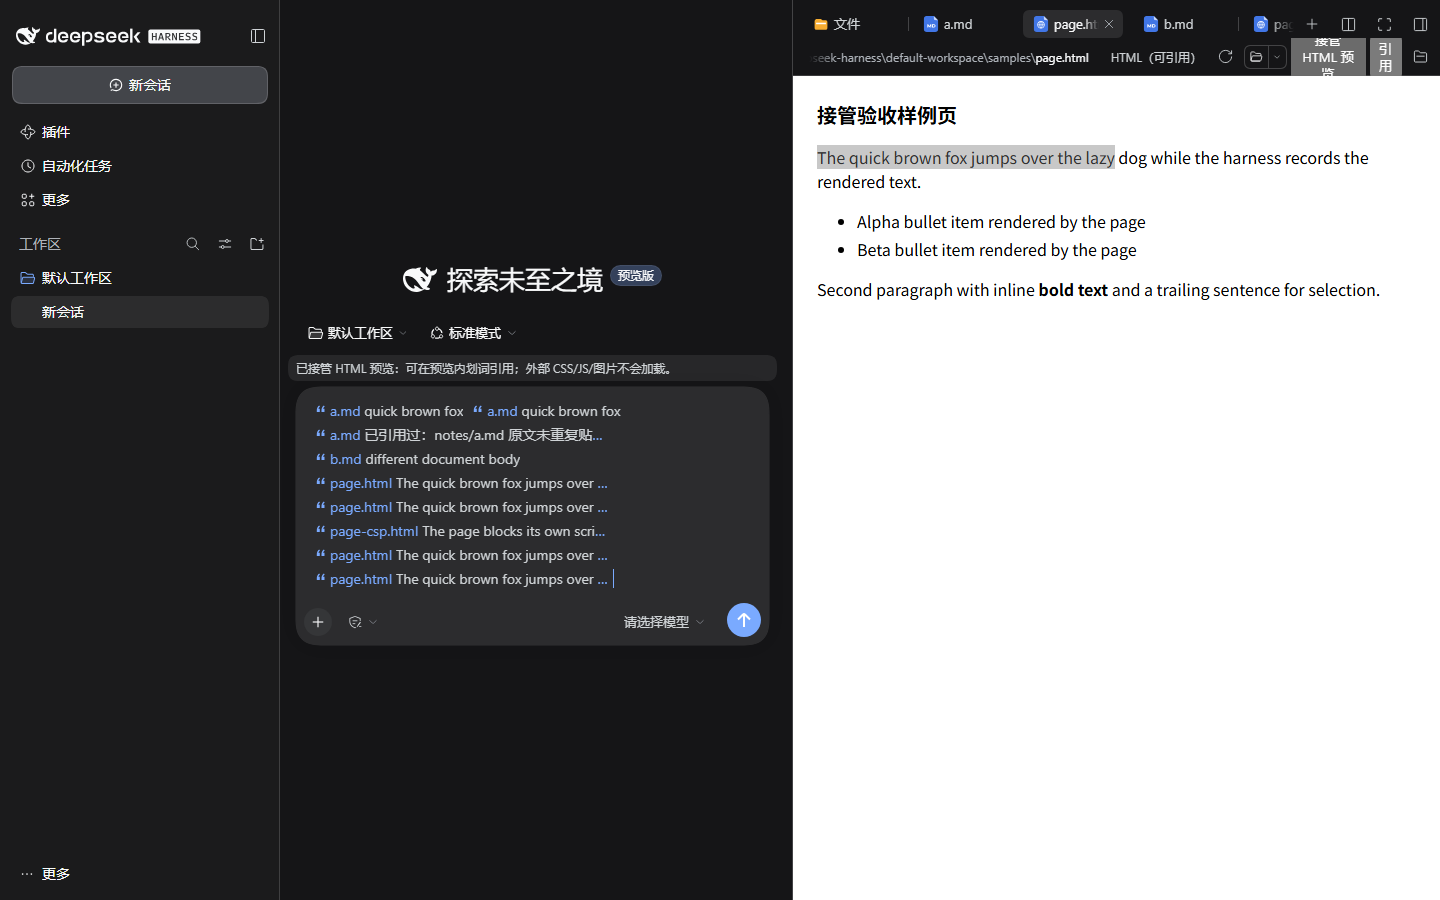 deepseek HARNESS
新会话
插件
自动化任务
更多
工作区
默认工作区
新会话
更多
探索未至之境 预览版
默认工作区 标准模式
已接管 HTML 预览：可在预览内划词引用；外部 CSS/JS/图片不会加载。
“ a.md quick brown fox “ a.md quick brown fox
“ a.md 已引用过：notes/a.md 原文未重复贴...
“ b.md different document body
“ page.html The quick brown fox jumps over ...
“ page.html The quick brown fox jumps over ...
“ page-csp.html The page blocks its own scri...
“ page.html The quick brown fox jumps over ...
“ page.html The quick brown fox jumps over ...
请选择模型
文件 a.md page.ht b.md pag
seek-harness\default-workspace\samples\page.html HTML（可引用）
接管
HTML 预
览
引
用
接管验收样例页
The quick brown fox jumps over the lazy dog while the harness records the
rendered text.
• Alpha bullet item rendered by the page
• Beta bullet item rendered by the page
Second paragraph with inline bold text and a trailing sentence for selection.